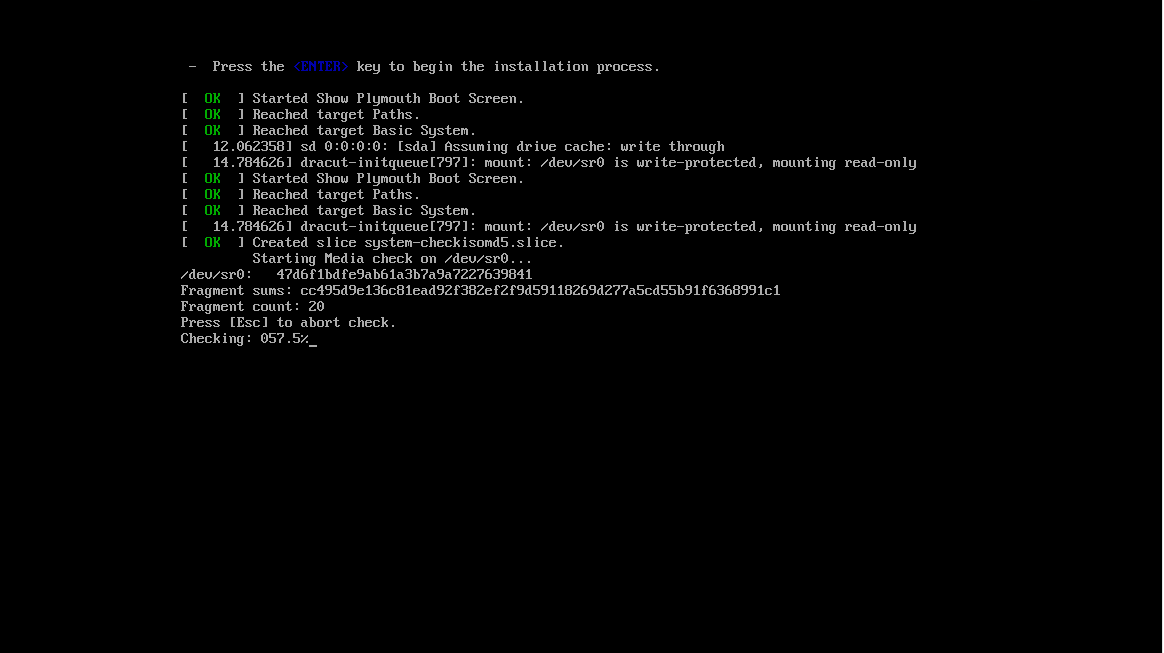 - Press the <ENTER> key to begin the installation process.
[ OK ] Started Show Plymouth Boot Screen.
[ OK ] Reached target Paths.
[ OK ] Reached target Basic System.
[ 12.062358] sd 0:0:0:0: [sda] Assuming drive cache: write through
[ 14.784626] dracut-initqueue[797]: mount: /dev/sr0 is write-protected, mounting read-only
[ OK ] Started Show Plymouth Boot Screen.
[ OK ] Reached target Paths.
[ OK ] Reached target Basic System.
[ 14.784626] dracut-initqueue[797]: mount: /dev/sr0 is write-protected, mounting read-only
[ OK ] Created slice system-checkisomd5.slice.
Starting Media check on /dev/sr0...
/dev/sr0: 47d6f1bdfe9ab61a3b7a9a7227639841
Fragment sums: cc495d9e136c81ead92f382ef2f9d59118269d277a5cd55b91f6368991c1
Fragment count: 20
Press [Esc] to abort check.
Checking: 057.5%_